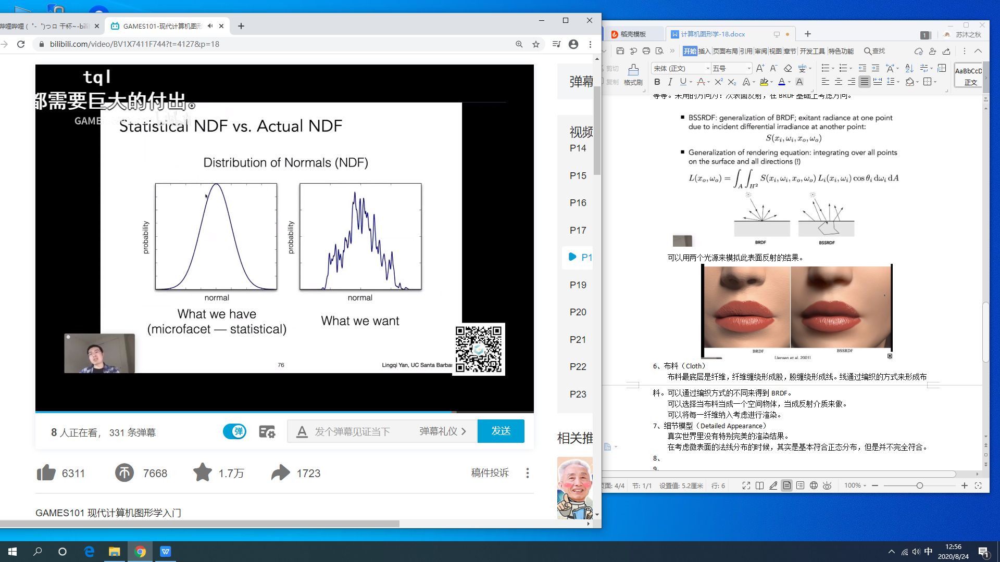 哔哩哔哩 (゜-゜)つロ 干杯~-bili
GAMES101-现代计算机图形
bilibili.com/video/BV1X7411F744?t=4127&p=18
tql
都需要巨大的付出。
GAME
Statistical NDF vs. Actual NDF
Distribution of Normals (NDF)
probability
normal
probability
normal
What we have
(microfacet — statistical)
What we want
76
Lingqi Yan, UC Santa Barbar
弹幕
视频
P14
P15
P16
P17
P1
P19
P20
P21
P22
P23
8 人正在看， 331 条弹幕
弹
发个弹幕见证当下
弹幕礼仪
发送
6311
7668
1.7万
1723
稿件投诉
相关推
GAMES101 现代计算机图形学入门
稻壳模板
计算机图形学-18.docx
1
苏沐之秋
开始 插入 页面布局 引用 审阅 视图 章节 开发工具 特色功能 查找
剪切
复制
格式刷
宋体 (正文)
五号
AaBbCcD
正文
等等。采用的方向为：次表面反射，在 BRDF 基础上考虑方向。
▪ BSSRDF: generalization of BRDF; exitant radiance at one point
due to incident differential irradiance at another point:
S(x_i, ω_i, x_o, ω_o)
▪ Generalization of rendering equation: integrating over all points
on the surface and all directions (!)
L(x_o, ω_o) = ∫_A ∫_{H²} S(x_i, ω_i, x_o, ω_o) L_i(x_i, ω_i) cos θ_i dω_i dA
BRDF
BSSRDF
可以用两个光源来模拟此表面反射的结果。
BRDF
BSSRDF
[Jensen et al. 2001]
6、布料（Cloth）
布料最底层是纤维，纤维缠绕形成股，股缠绕形成线。线通过编织的方式来形成布
料。可以通过编织方式的不同来得到 BRDF。
可以选择当布料当成一个空间物体，当成反射介质来做。
可以将每一纤维纳入考虑进行渲染。
7、细节模型（Detailed Appearance）
真实世界里没有特别完美的渲染结果。
在考虑微表面的法线分布的时候，其实是基本符合正态分布，但是并不完全符合。
8、
9、
页面: 4/4
节: 1/1
设置值: 5.2厘米
行: 6
100%
中
12:56
2020/8/24
1